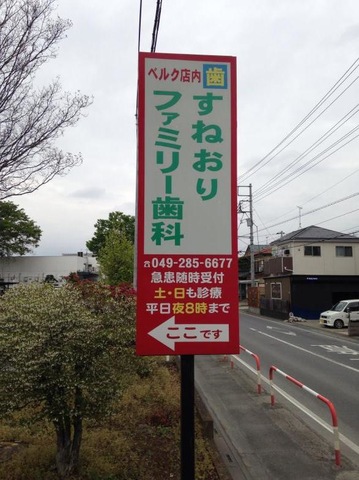 ベルク店内 歯
すねおり
ファミリー歯科
☎049-285-6677
急患随時受付
土・日も診療
平日夜8時まで
ここです